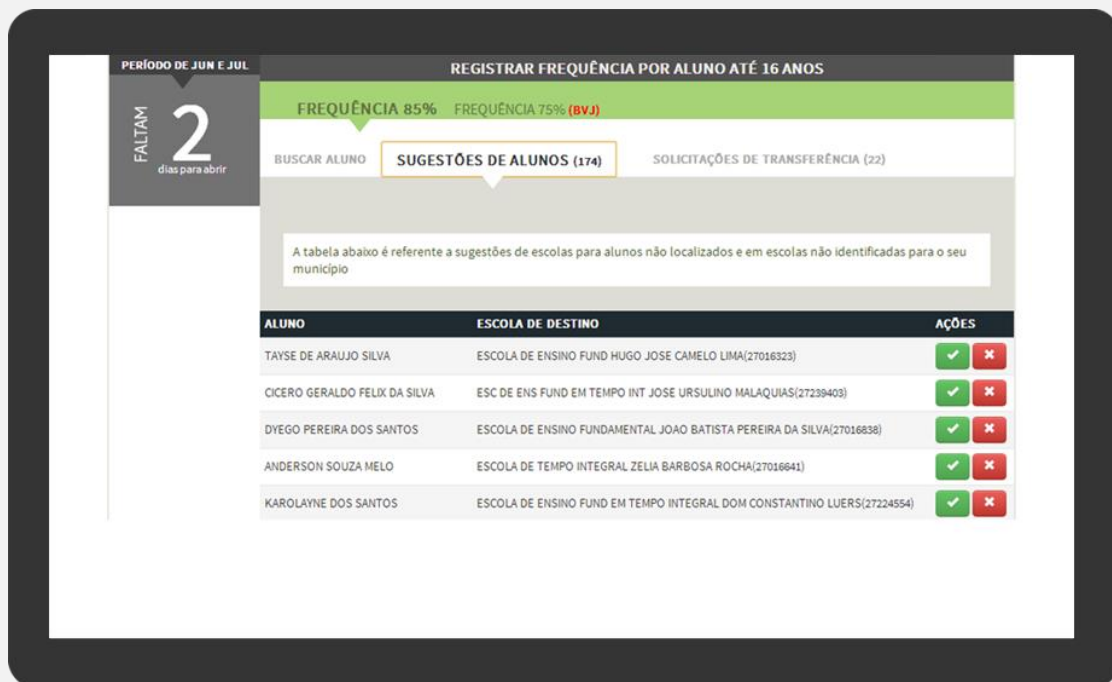 PERÍODO DE JUN E JUL
FALTAM
2
dias para abrir
REGISTRAR FREQUÊNCIA POR ALUNO ATÉ 16 ANOS
FREQUÊNCIA 85% FREQUÊNCIA 75% (BVJ)
BUSCAR ALUNO SUGESTÕES DE ALUNOS (174) SOLICITAÇÕES DE TRANSFERÊNCIA (22)
A tabela abaixo é referente a sugestões de escolas para alunos não localizados e em escolas não identificadas para o seu
município
ALUNO ESCOLA DE DESTINO AÇÕES
TAYSE DE ARAUJO SILVA ESCOLA DE ENSINO FUND HUGO JOSE CAMELO LIMA(27016323)
CICERO GERALDO FELIX DA SILVA ESC DE ENS FUND EM TEMPO INT JOSE URSULINO MALAQUIAS(27239403)
DYEGO PEREIRA DOS SANTOS ESCOLA DE ENSINO FUNDAMENTAL JOAO BATISTA PEREIRA DA SILVA(27016838)
ANDERSON SOUZA MELO ESCOLA DE TEMPO INTEGRAL ZELIA BARBOSA ROCHA(27016641)
KAROLAYNE DOS SANTOS ESCOLA DE ENSINO FUND EM TEMPO INTEGRAL DOM CONSTANTINO LUERS(27224554)